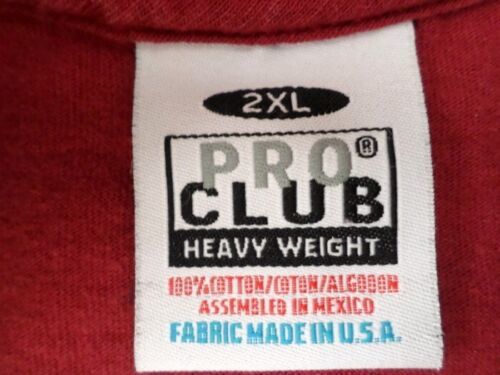 2XL
PRO®
CLUB
HEAVY WEIGHT
100%COTTON/COTON/ALGODON
ASSEMBLED IN MEXICO
FABRIC MADE IN U.S.A.